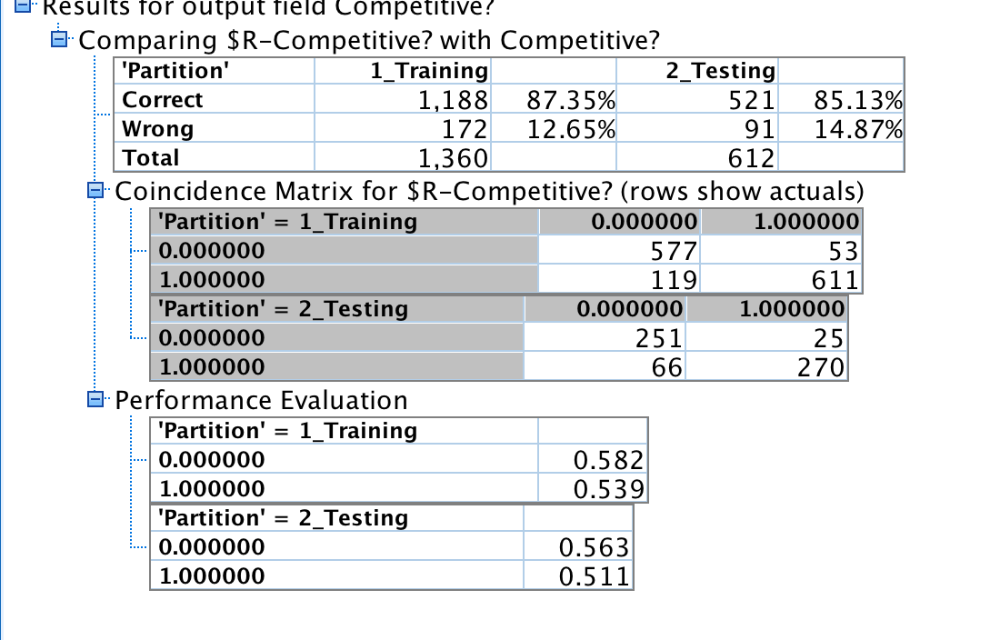 Results for output field Competitive?
Comparing $R-Competitive? with Competitive?
'Partition' 1_Training 2_Testing
Correct 1,188 87.35% 521 85.13%
Wrong 172 12.65% 91 14.87%
Total 1,360 612
Coincidence Matrix for $R-Competitive? (rows show actuals)
'Partition' = 1_Training 0.000000 1.000000
0.000000 577 53
1.000000 119 611
'Partition' = 2_Testing 0.000000 1.000000
0.000000 251 25
1.000000 66 270
Performance Evaluation
'Partition' = 1_Training
0.000000 0.582
1.000000 0.539
'Partition' = 2_Testing
0.000000 0.563
1.000000 0.511